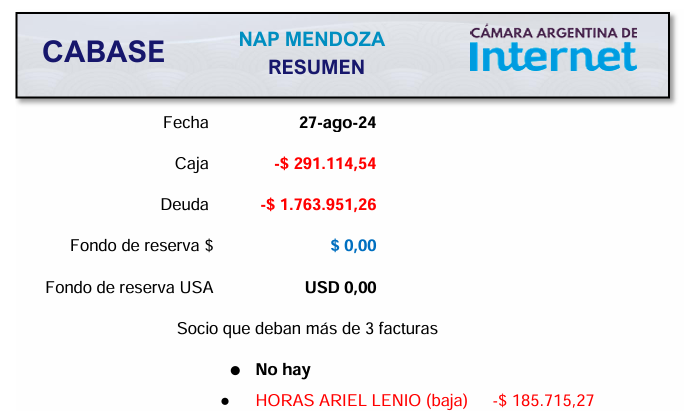 CABASE
NAP MENDOZA
RESUMEN
CÁMARA ARGENTINA DE
Internet
Fecha 27-ago-24
Caja -$ 291.114,54
Deuda -$ 1.763.951,26
Fondo de reserva $ $ 0,00
Fondo de reserva USA USD 0,00
Socio que deban más de 3 facturas
● No hay
● HORAS ARIEL LENIO (baja) -$ 185.715,27